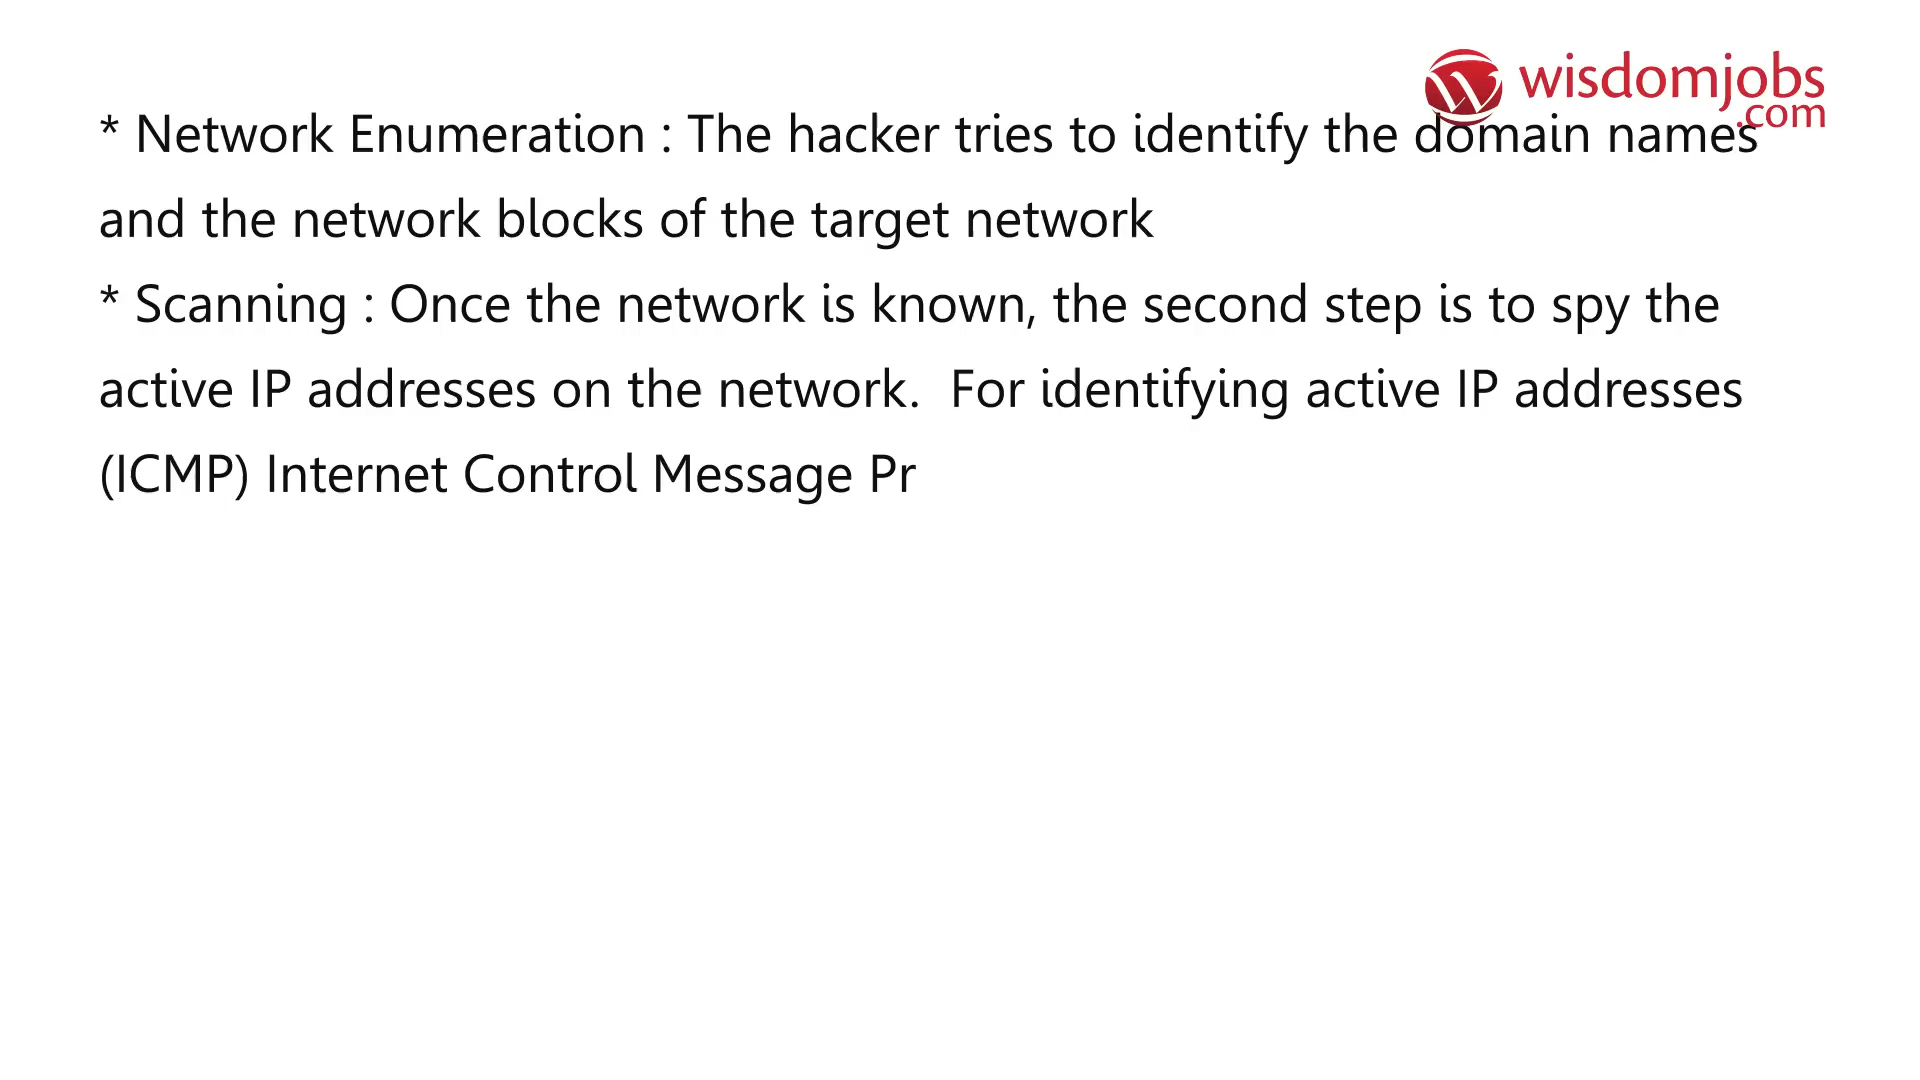 wisdomjobs
.com
* Network Enumeration : The hacker tries to identify the domain names
and the network blocks of the target network
* Scanning : Once the network is known, the second step is to spy the
active IP addresses on the network.  For identifying active IP addresses
(ICMP) Internet Control Message Pr